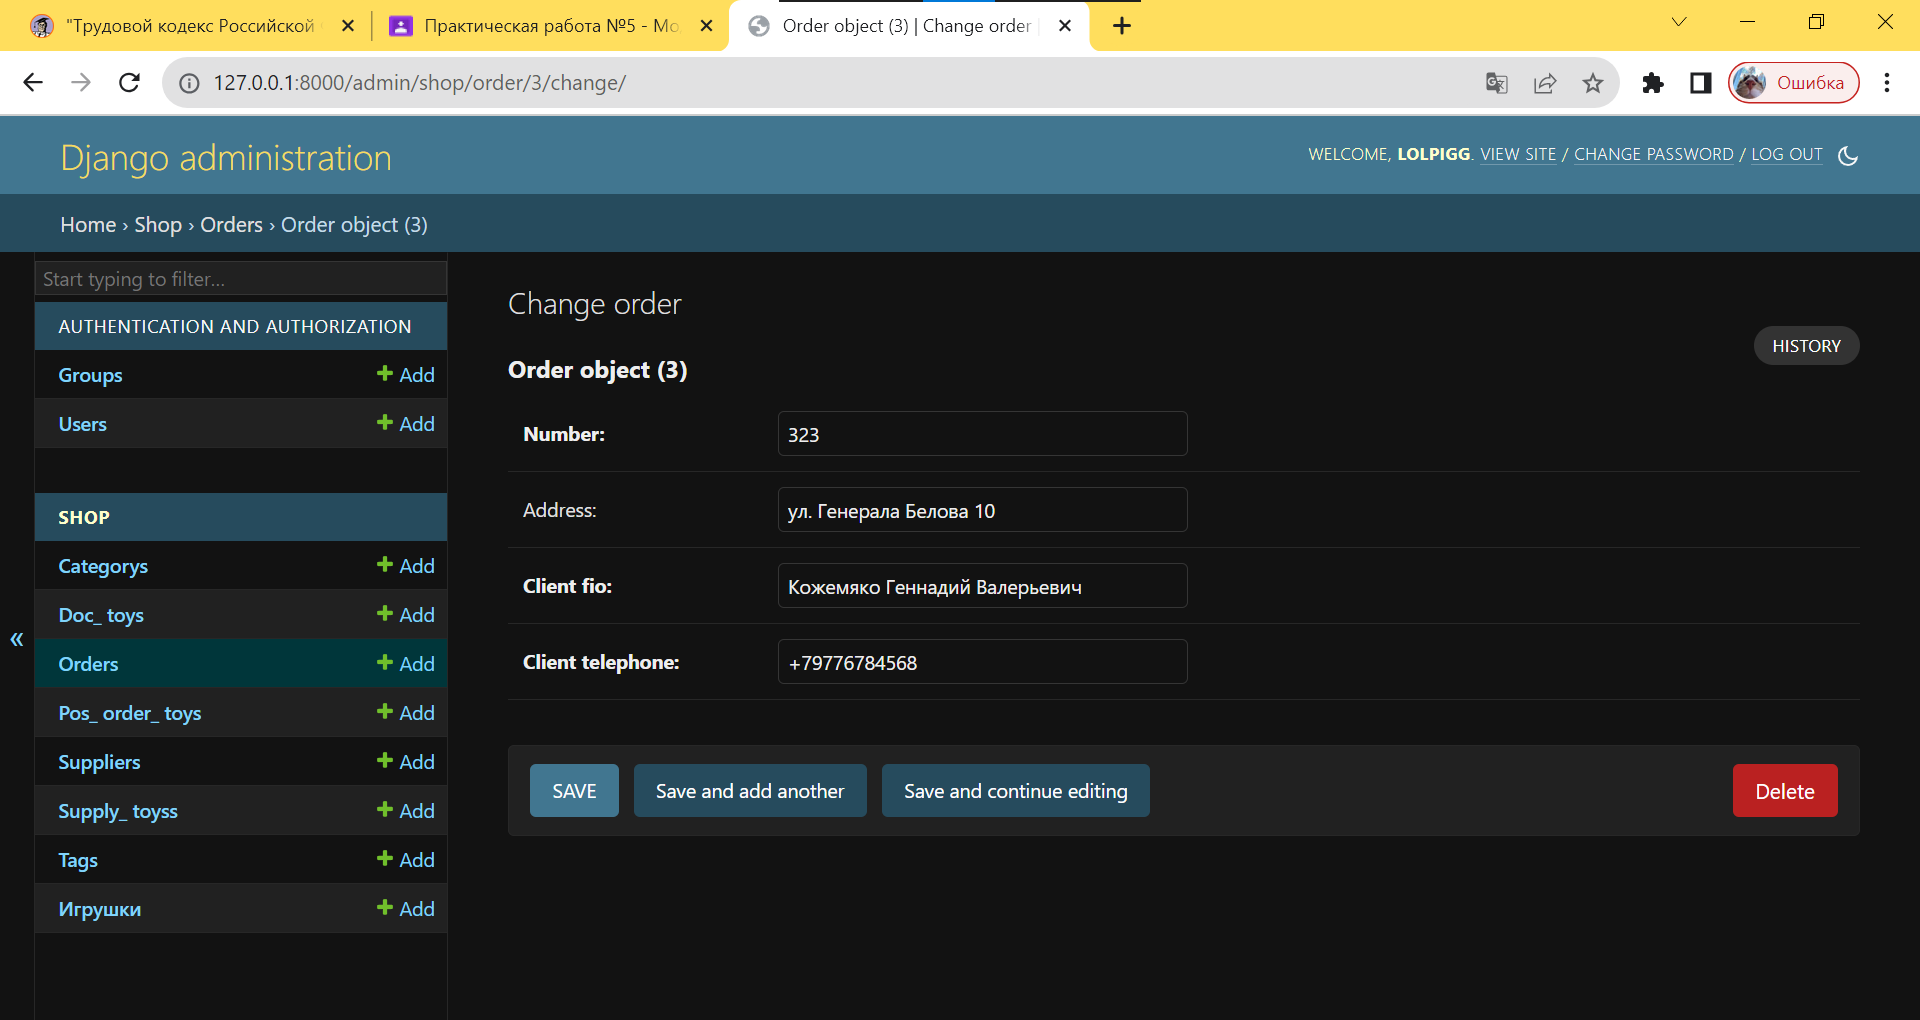 "Трудовой кодекс Российской
Практическая работа №5 - Мо
Order object (3) | Change order
127.0.0.1:8000/admin/shop/order/3/change/
Ошибка
Django administration
WELCOME, LOLPIGG. VIEW SITE / CHANGE PASSWORD / LOG OUT
Home › Shop › Orders › Order object (3)
Start typing to filter...
AUTHENTICATION AND AUTHORIZATION
Groups + Add
Users + Add
SHOP
Categorys + Add
Doc_ toys + Add
Orders + Add
Pos_ order_ toys + Add
Suppliers + Add
Supply_ toyss + Add
Tags + Add
Игрушки + Add
«
Change order
HISTORY
Order object (3)
Number: 323
Address: ул. Генерала Белова 10
Client fio: Кожемяко Геннадий Валерьевич
Client telephone: +79776784568
SAVE Save and add another Save and continue editing Delete